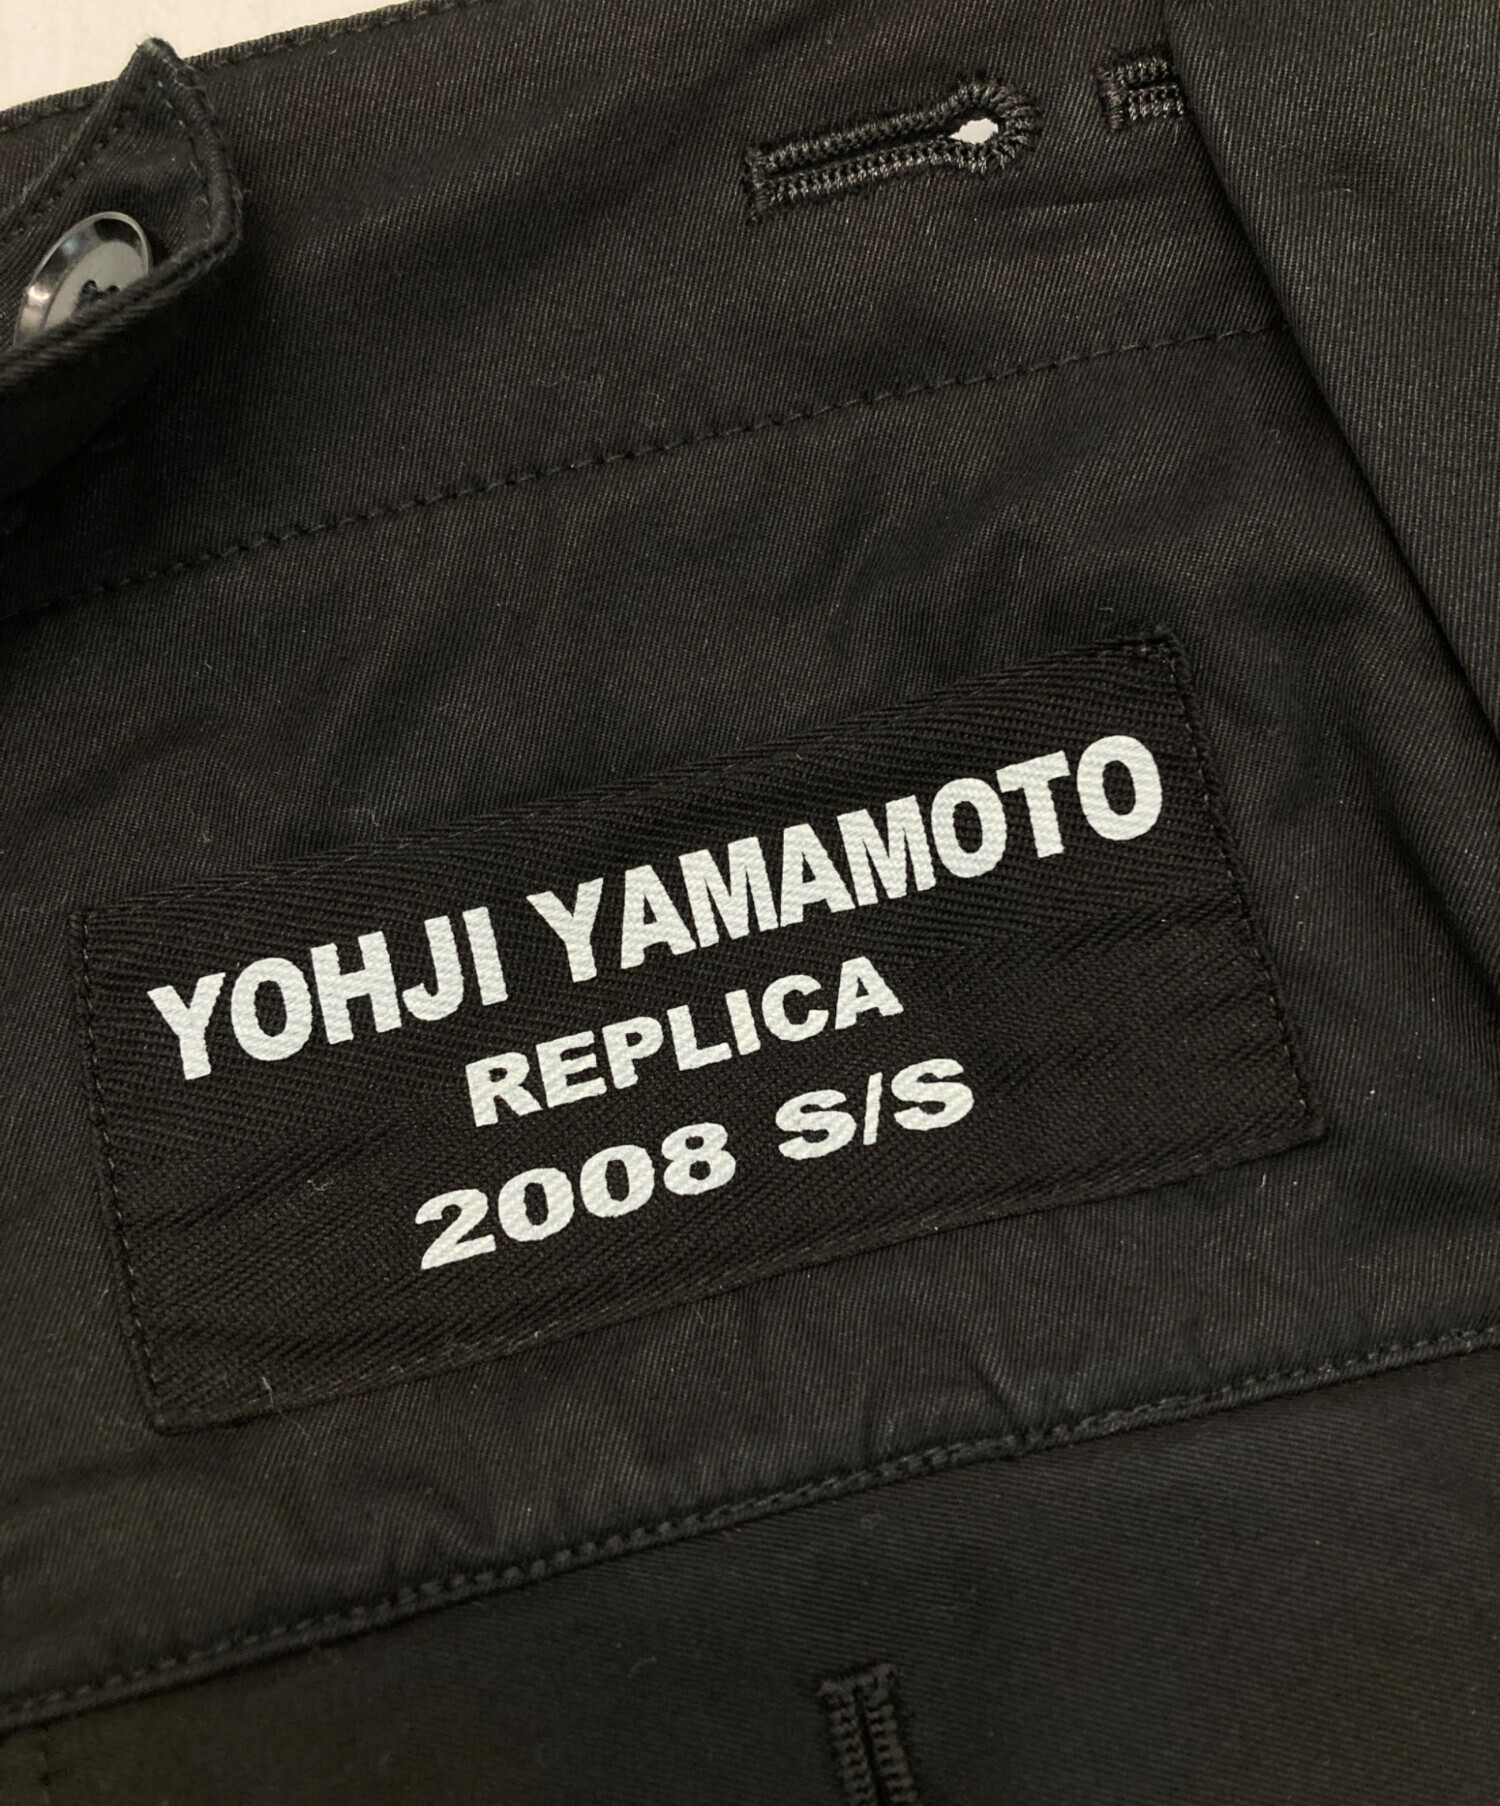 YOHJI YAMAMOTO
REPLICA
2008 S/S